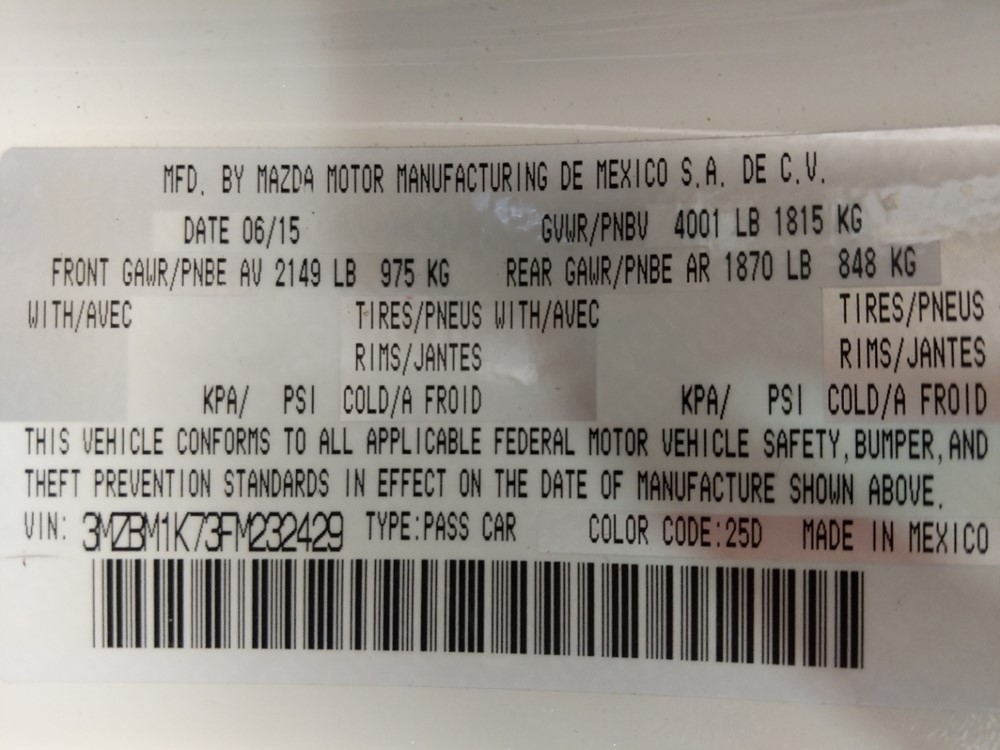 MFD. BY MAZDA MOTOR MANUFACTURING DE MEXICO S.A. DE C.V.
DATE 06/15 GVWR/PNBV 4001 LB 1815 KG
FRONT GAWR/PNBE AV 2149 LB 975 KG REAR GAWR/PNBE AR 1870 LB 848 KG
WITH/AVEC TIRES/PNEUS WITH/AVEC TIRES/PNEUS
RIMS/JANTES RIMS/JANTES
KPA/ PSI COLD/A FROID KPA/ PSI COLD/A FROID
THIS VEHICLE CONFORMS TO ALL APPLICABLE FEDERAL MOTOR VEHICLE SAFETY, BUMPER, AND
THEFT PREVENTION STANDARDS IN EFFECT ON THE DATE OF MANUFACTURE SHOWN ABOVE.
VIN: 3MZBM1K73FM232429 TYPE:PASS CAR COLOR CODE:25D MADE IN MEXICO